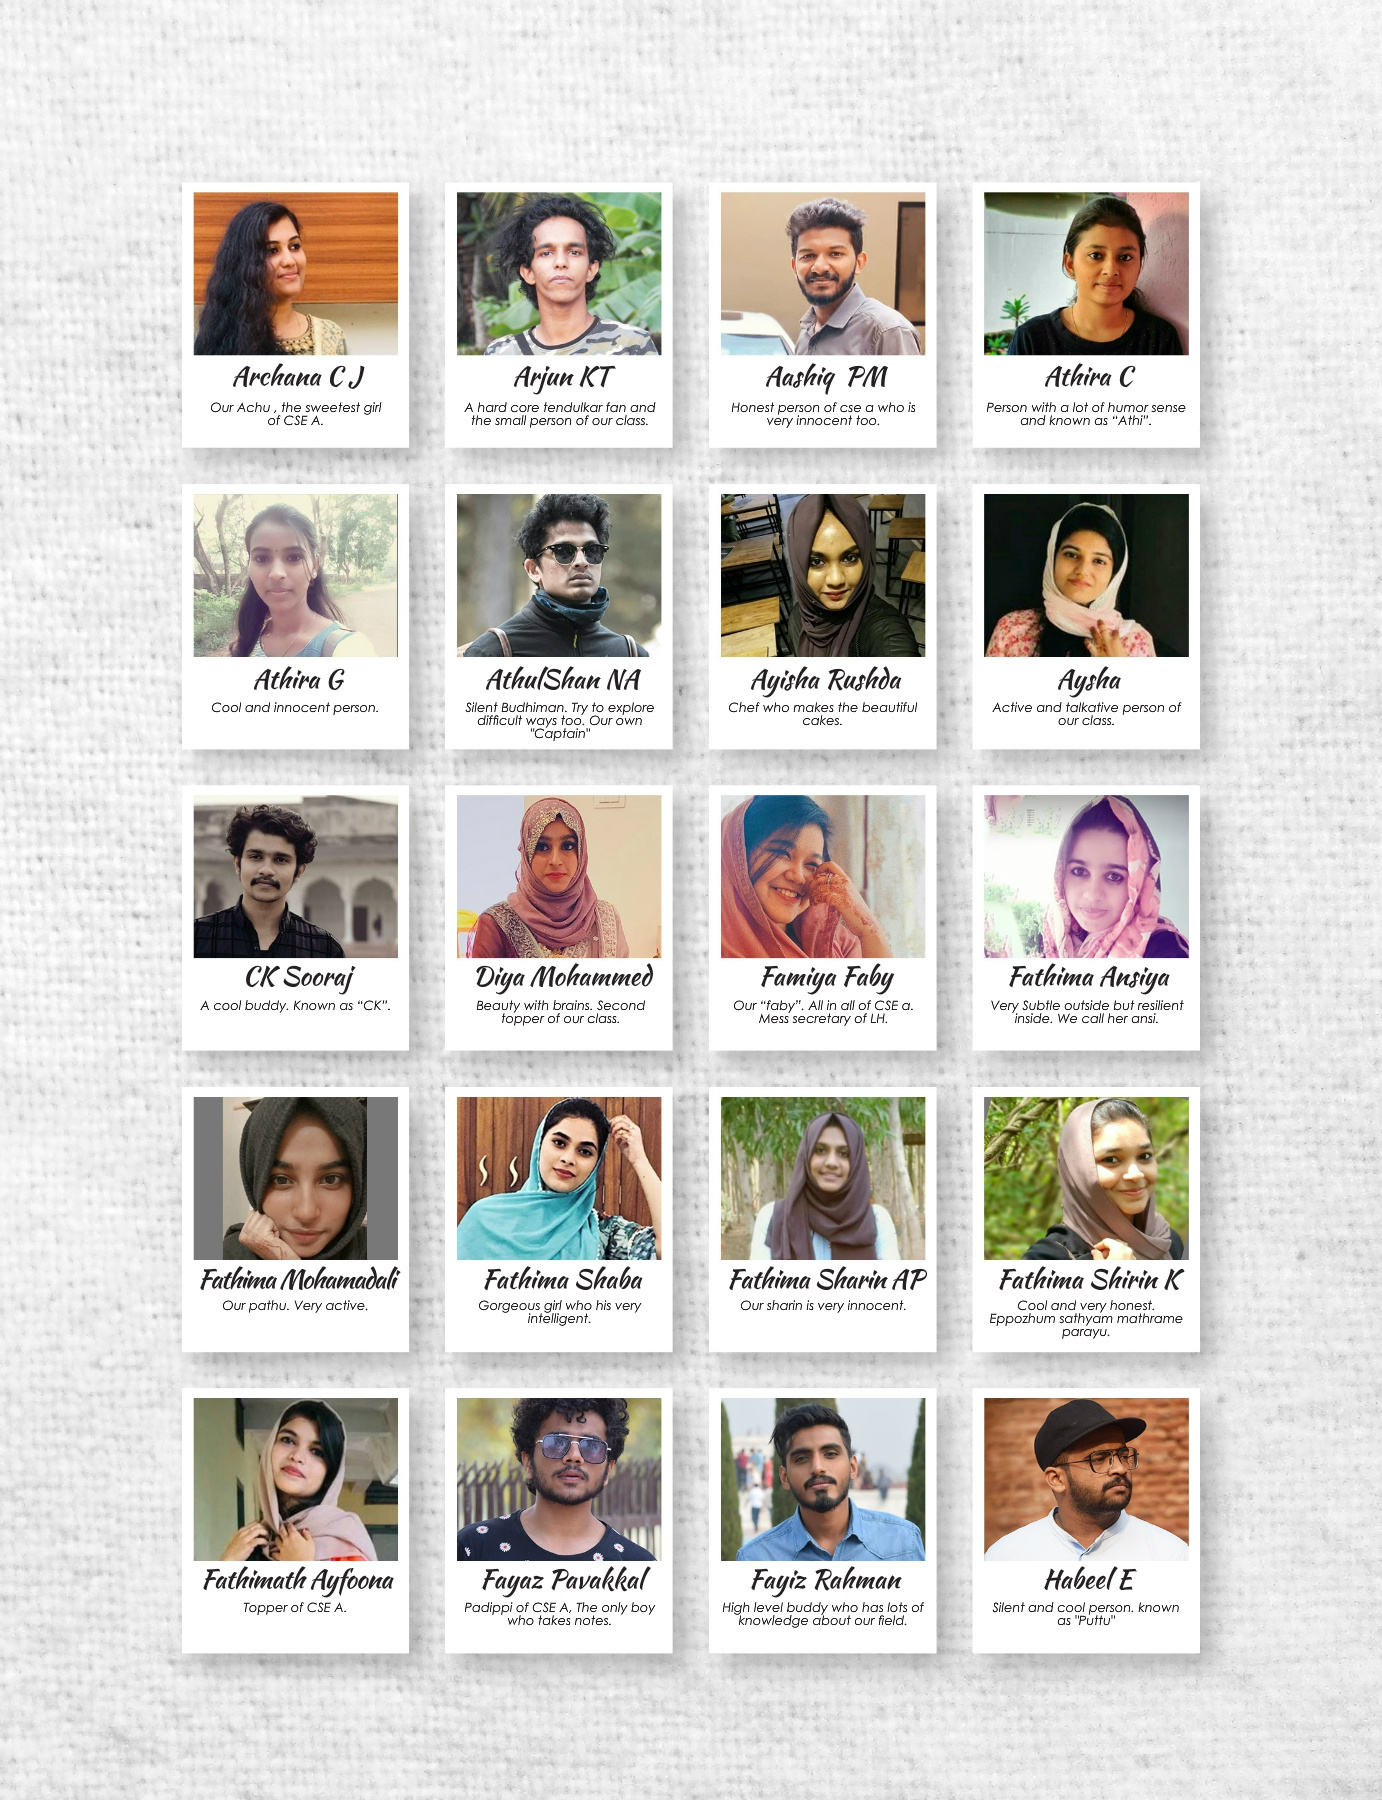 Archana C J
Our Achu , the sweetest girl
of CSE A.
Arjun KT
A hard core tendulkar fan and
the small person of our class.
Aashiq PM
Honest person of cse a who is
very innocent too.
Athira C
Person with a lot of humor sense
and known as “Athi”.
Athira G
Cool and innocent person.
AthulShan NA
Silent Budhiman. Try to explore
difficult ways too. Our own
"Captain"
Ayisha Rushda
Chef who makes the beautiful
cakes.
Aysha
Active and talkative person of
our class.
CK Sooraj
A cool buddy. Known as “CK”.
Diya Mohammed
Beauty with brains. Second
topper of our class.
Famiya Faby
Our “faby”. All in all of CSE a.
Mess secretary of LH.
Fathima Ansiya
Very Subtle outside but resilient
inside. We call her ansi.
Fathima Mohamadali
Our pathu. Very active.
Fathima Shaba
Gorgeous girl who his very
intelligent.
Fathima Sharin AP
Our sharin is very innocent.
Fathima Shirin K
Cool and very honest.
Eppozhum sathyam mathrame
parayu.
Fathimath Ayfoona
Topper of CSE A.
Fayaz Pavakkal
Padippi of CSE A, The only boy
who takes notes.
Fayiz Rahman
High level buddy who has lots of
knowledge about our field.
Habeel E
Silent and cool person. known
as "Puttu"